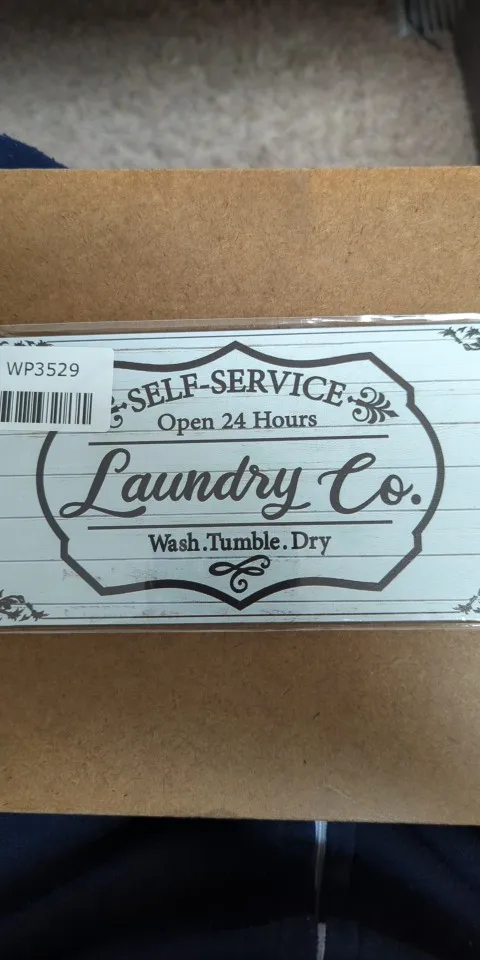 WP3529
SELF-SERVICE
Open 24 Hours
Laundry Co.
Wash.Tumble.Dry